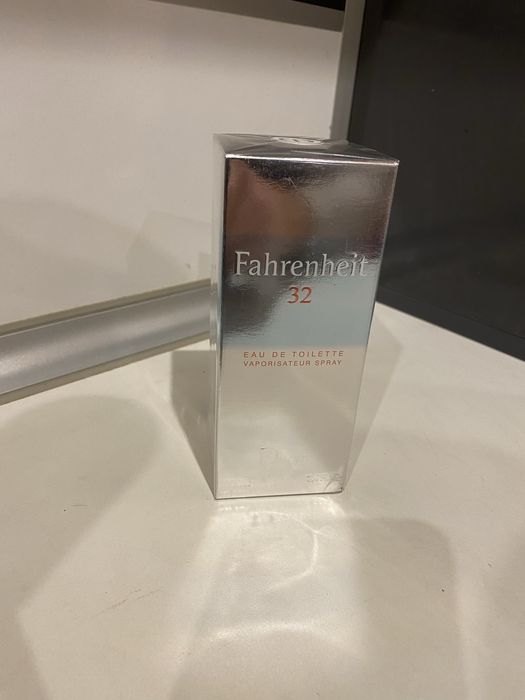 Fahrenheit
32
EAU DE TOILETTE
VAPORISATEUR SPRAY